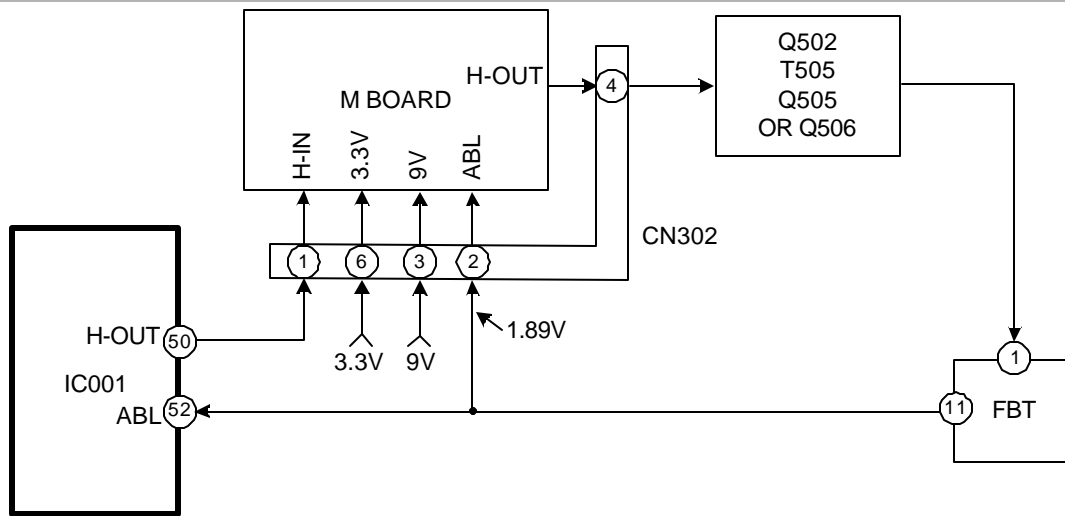 Q502
T505
Q505
OR Q506
H-OUT
4
M BOARD
H-IN
3.3V
9V
ABL
CN302
1
6
3
2
1.89V
H-OUT
50
3.3V
9V
1
IC001
ABL
52
11
FBT